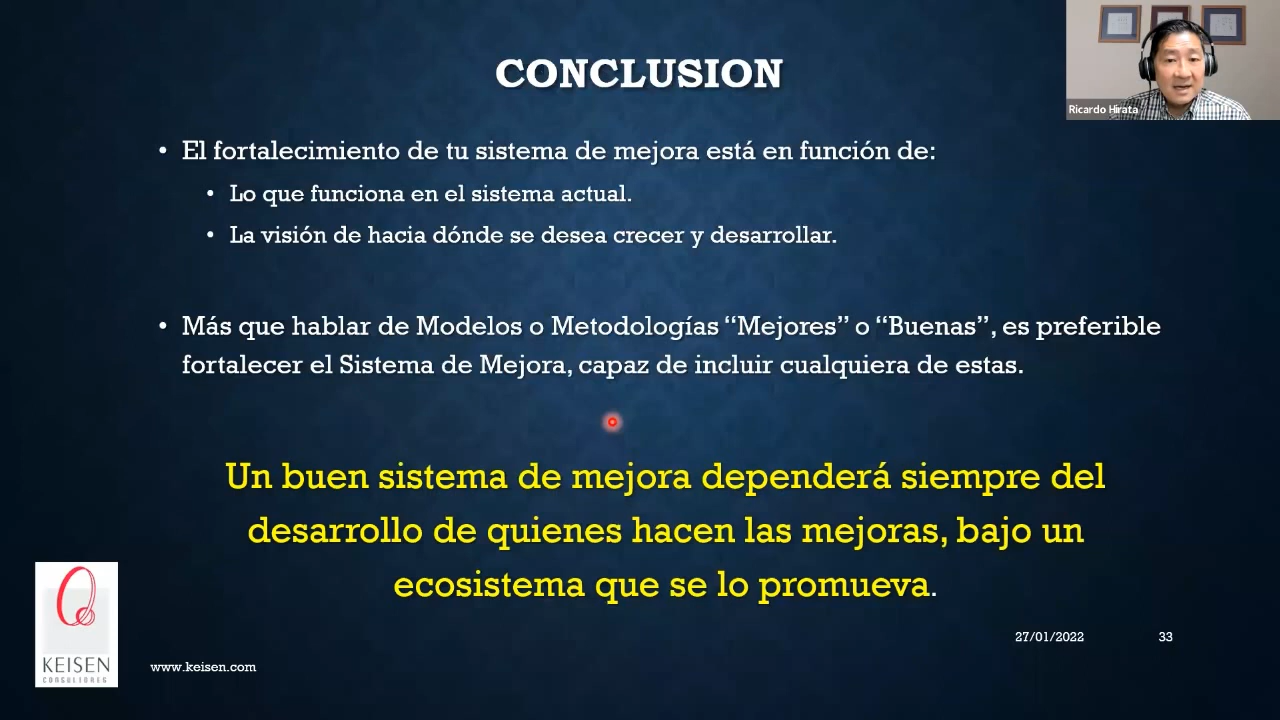 CONCLUSION
Ricardo Hirata
• El fortalecimiento de tu sistema de mejora está en función de:
• Lo que funciona en el sistema actual.
• La visión de hacia dónde se desea crecer y desarrollar.
• Más que hablar de Modelos o Metodologías “Mejores” o “Buenas”, es preferible
fortalecer el Sistema de Mejora, capaz de incluir cualquiera de estas.
Un buen sistema de mejora dependerá siempre del
desarrollo de quienes hacen las mejoras, bajo un
ecosistema que se lo promueva.
27/01/2022
33
KEISEN
CONSULTORES
www.keisen.com